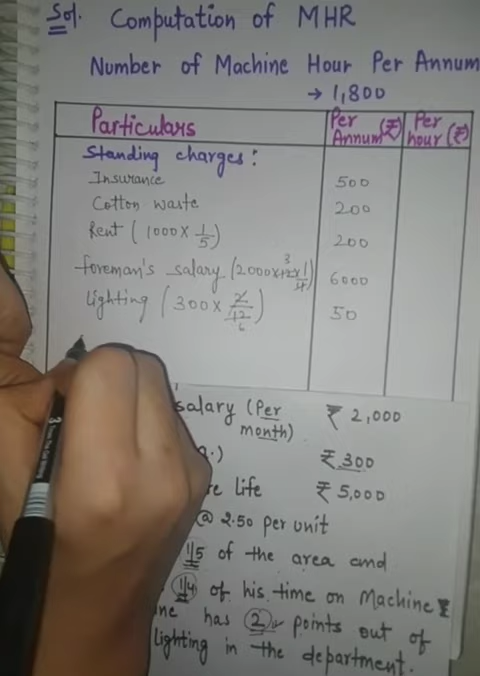 Sol. Computation of MHR
Number of Machine Hour Per Annum
→ 1,800
Particulars Per Annum (₹) Per hour (₹)
Standing charges:
Insurance 500
Cotton waste 200
Rent (1000 × 1/5) 200
foreman's salary (2000 × 12 3 × 1/4) 6000
Lighting (300 × 2/12 6) 50
salary (Per month) ₹ 2,000
.) ₹ 300
re life ₹ 5,000
@ 2.50 per unit
1/5 of the area and
1/4 of his time on Machine
ne has 2 points out of
lighting in the department.